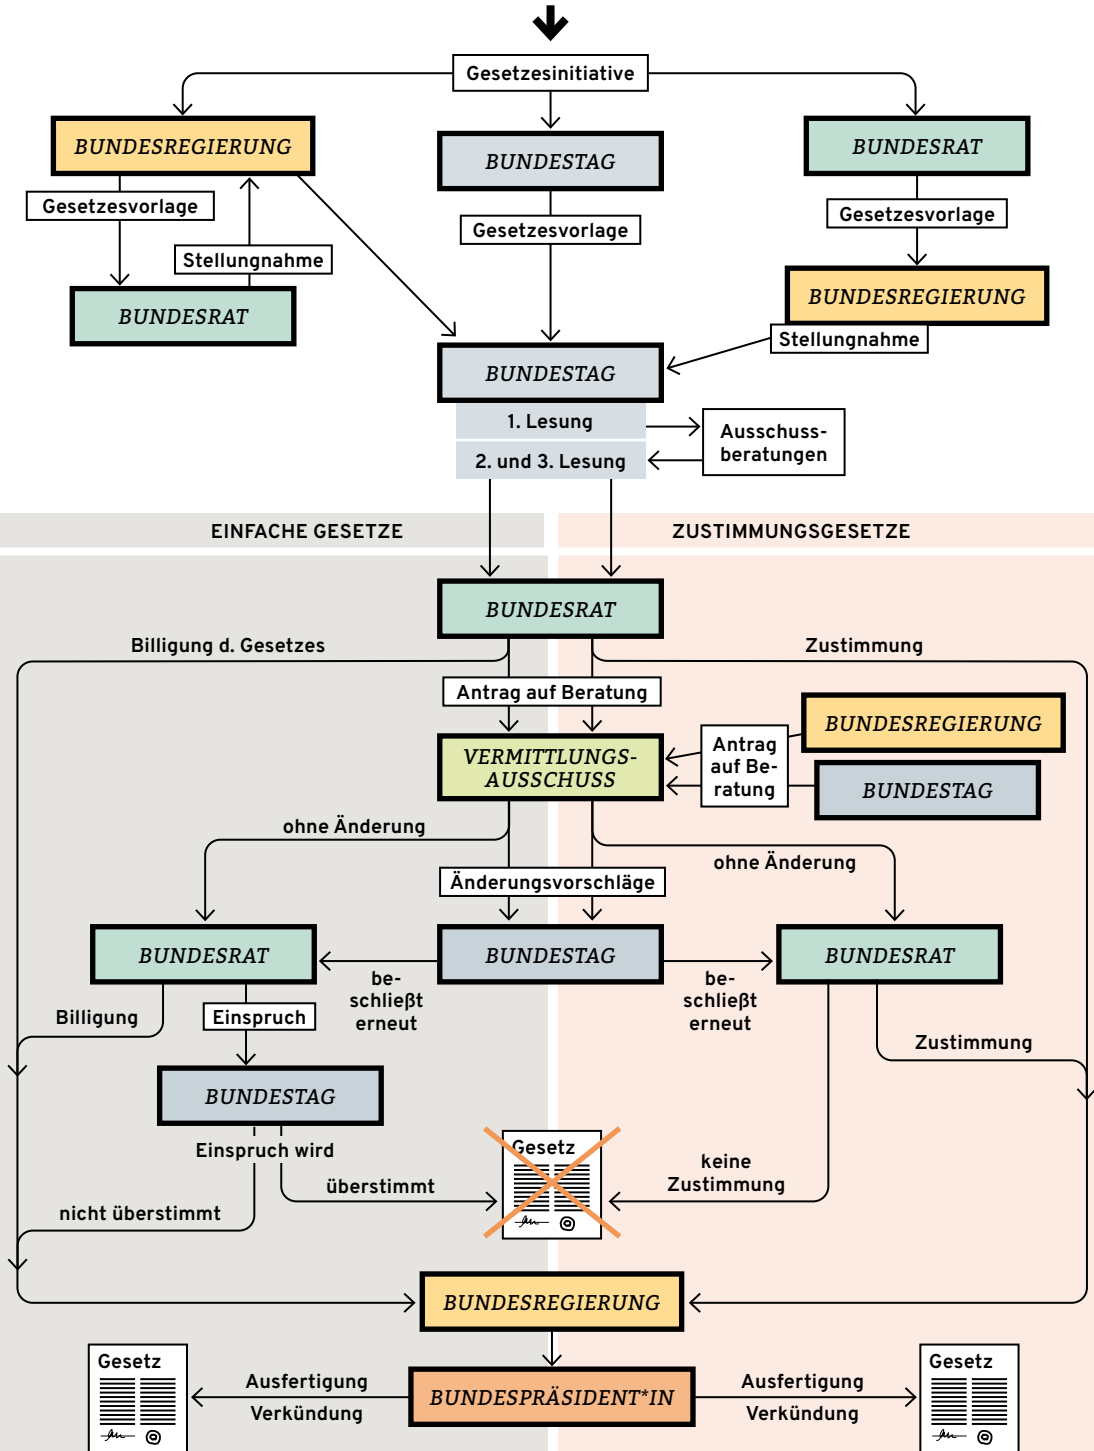 Gesetzesinitiative
BUNDESREGIERUNG
BUNDESTAG
BUNDESRAT
Gesetzesvorlage
Gesetzesvorlage
Gesetzesvorlage
Stellungnahme
BUNDESRAT
BUNDESREGIERUNG
Stellungnahme
BUNDESTAG
1. Lesung
2. und 3. Lesung
Ausschuss-
beratungen
EINFACHE GESETZE
ZUSTIMMUNGSGESETZE
BUNDESRAT
Billigung d. Gesetzes
Zustimmung
Antrag auf Beratung
VERMITTLUNGS-
AUSSCHUSS
Antrag
auf Be-
ratung
BUNDESREGIERUNG
BUNDESTAG
ohne Änderung
ohne Änderung
Änderungsvorschläge
BUNDESRAT
BUNDESTAG
BUNDESRAT
be-
schließt
erneut
be-
schließt
erneut
Billigung
Einspruch
Zustimmung
BUNDESTAG
Einspruch wird
überstimmt
nicht überstimmt
Gesetz
keine
Zustimmung
BUNDESREGIERUNG
BUNDESPRÄSIDENT*IN
Ausfertigung
Verkündung
Ausfertigung
Verkündung
Gesetz
Gesetz